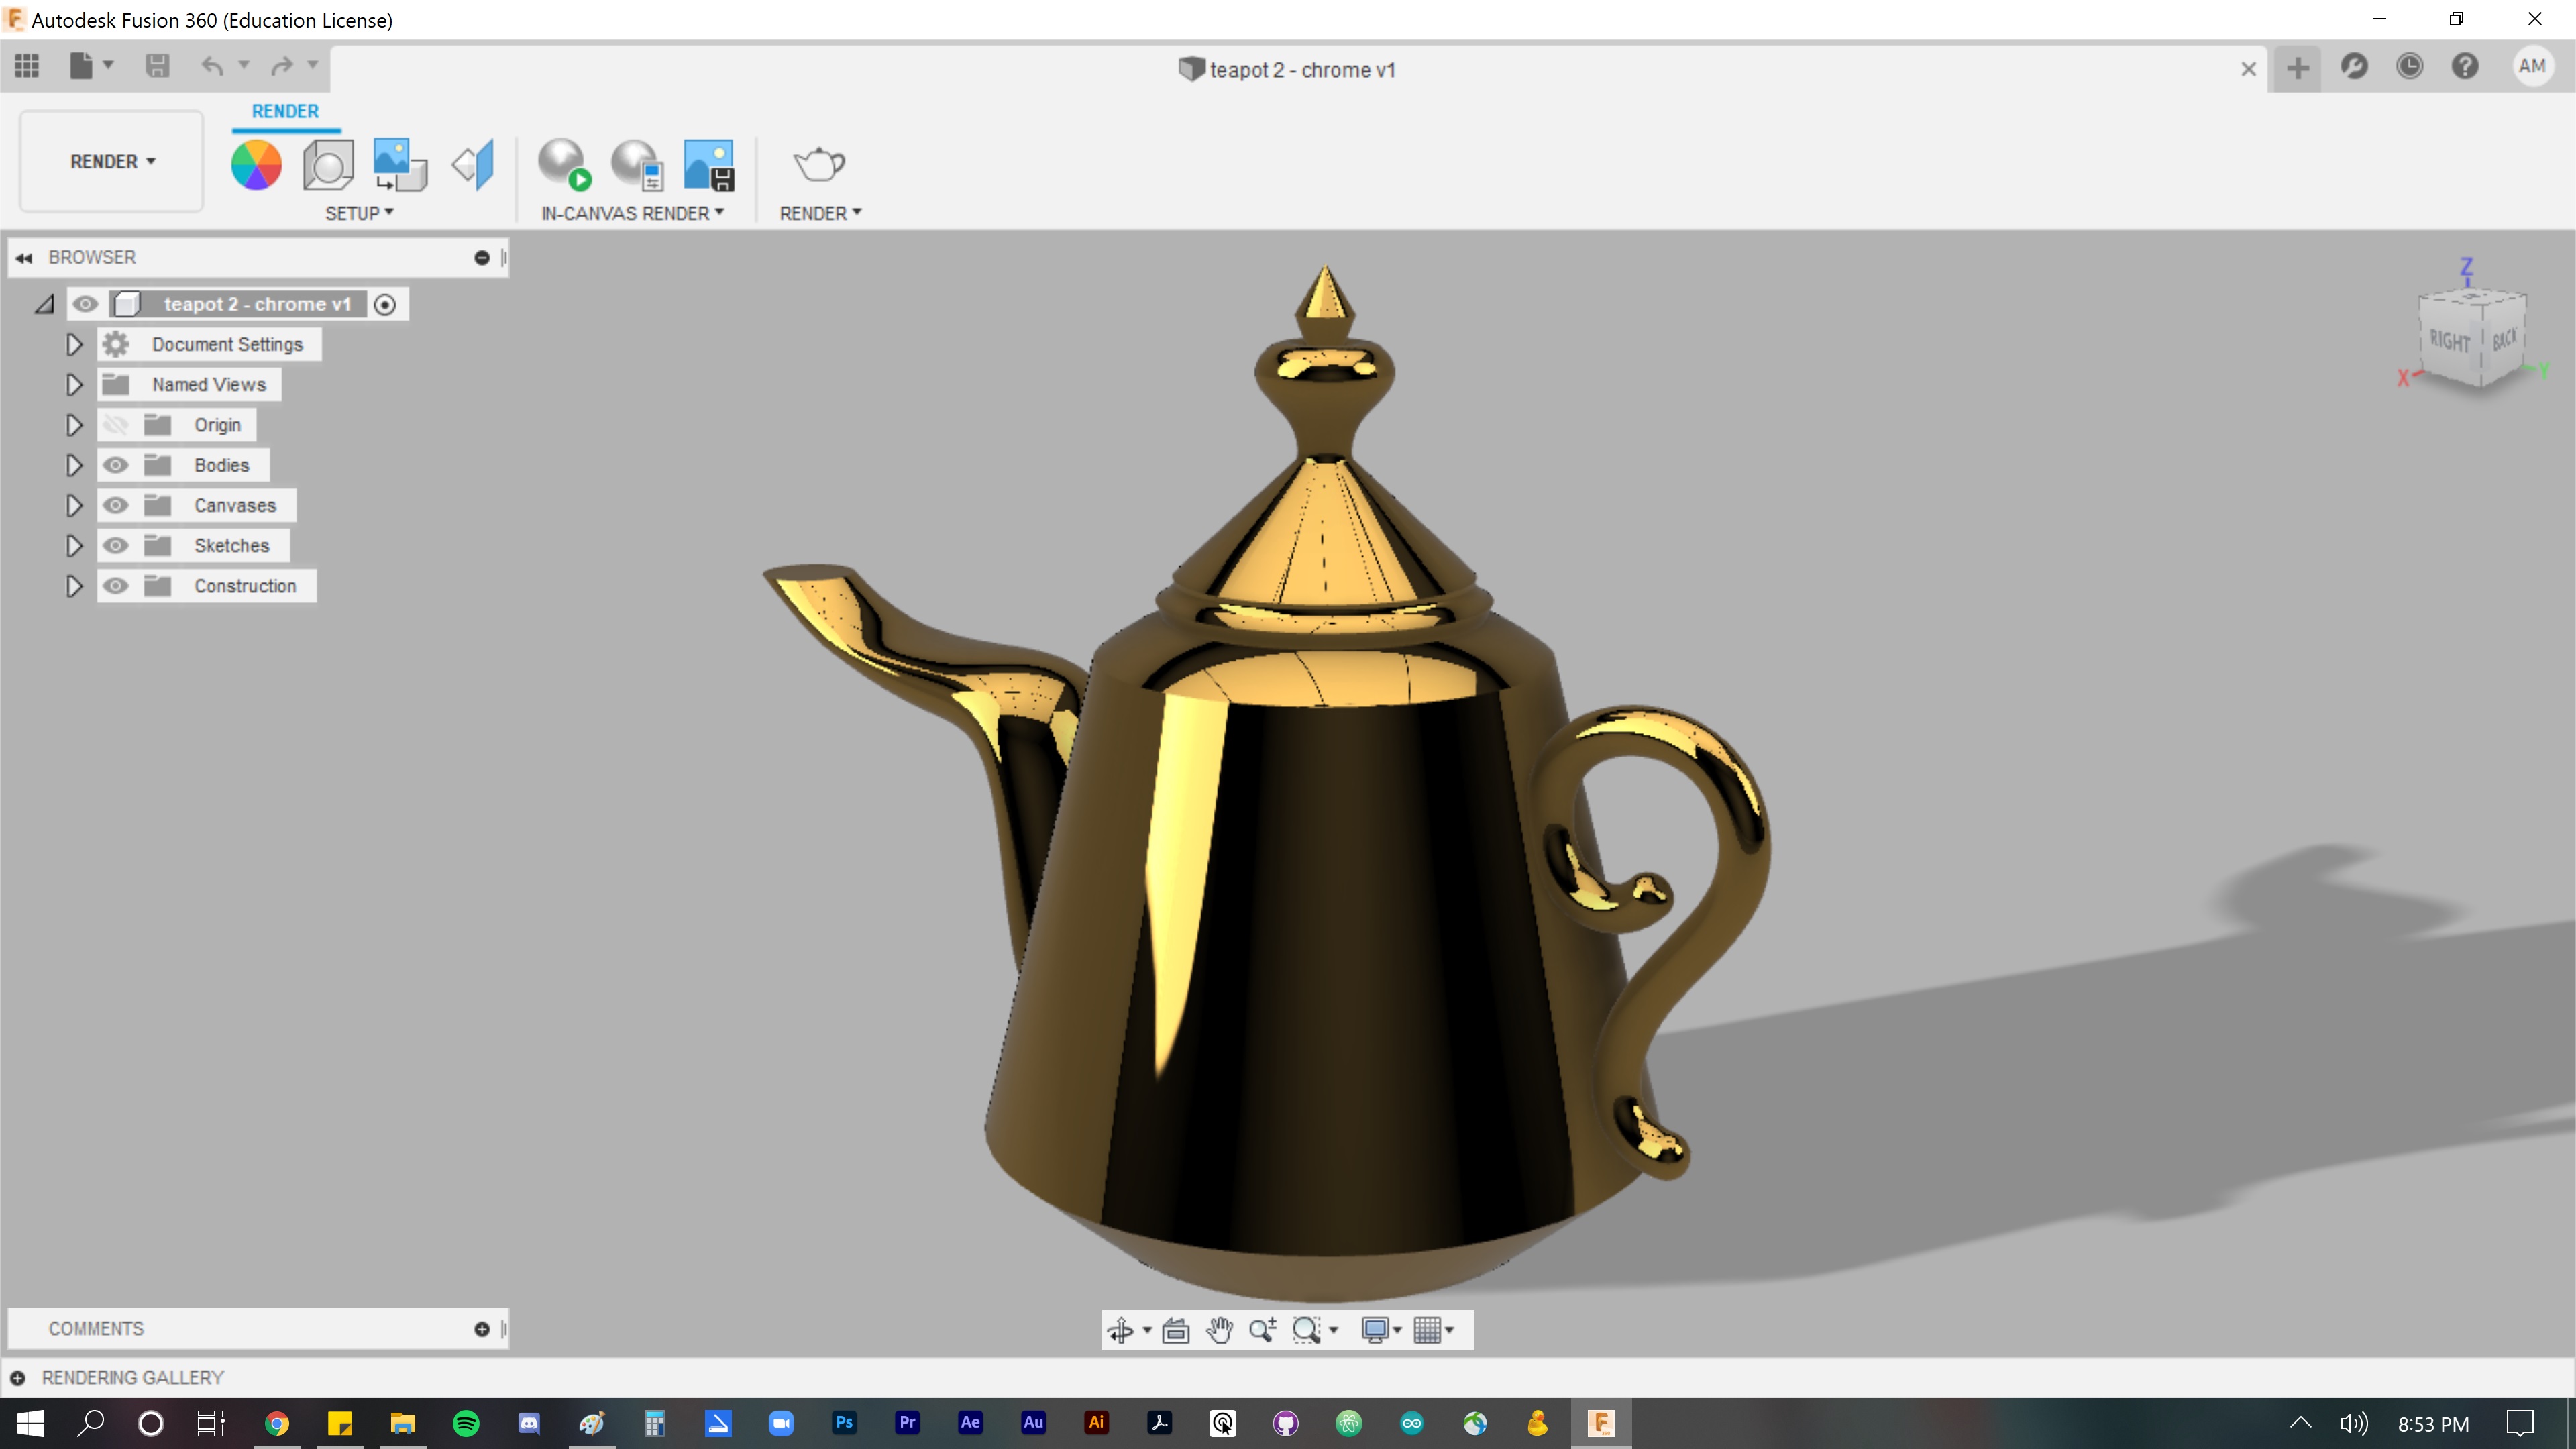 Autodesk Fusion 360 (Education License)
teapot 2 - chrome v1
AM
RENDER
RENDER
SETUP
IN-CANVAS RENDER
RENDER
BROWSER
teapot 2 - chrome v1
Document Settings
Named Views
Origin
Bodies
Canvases
Sketches
Construction
Z
RIGHT
BACK
X
Y
COMMENTS
RENDERING GALLERY
Ps
Pr
Ae
Au
Ai
F
8:53 PM